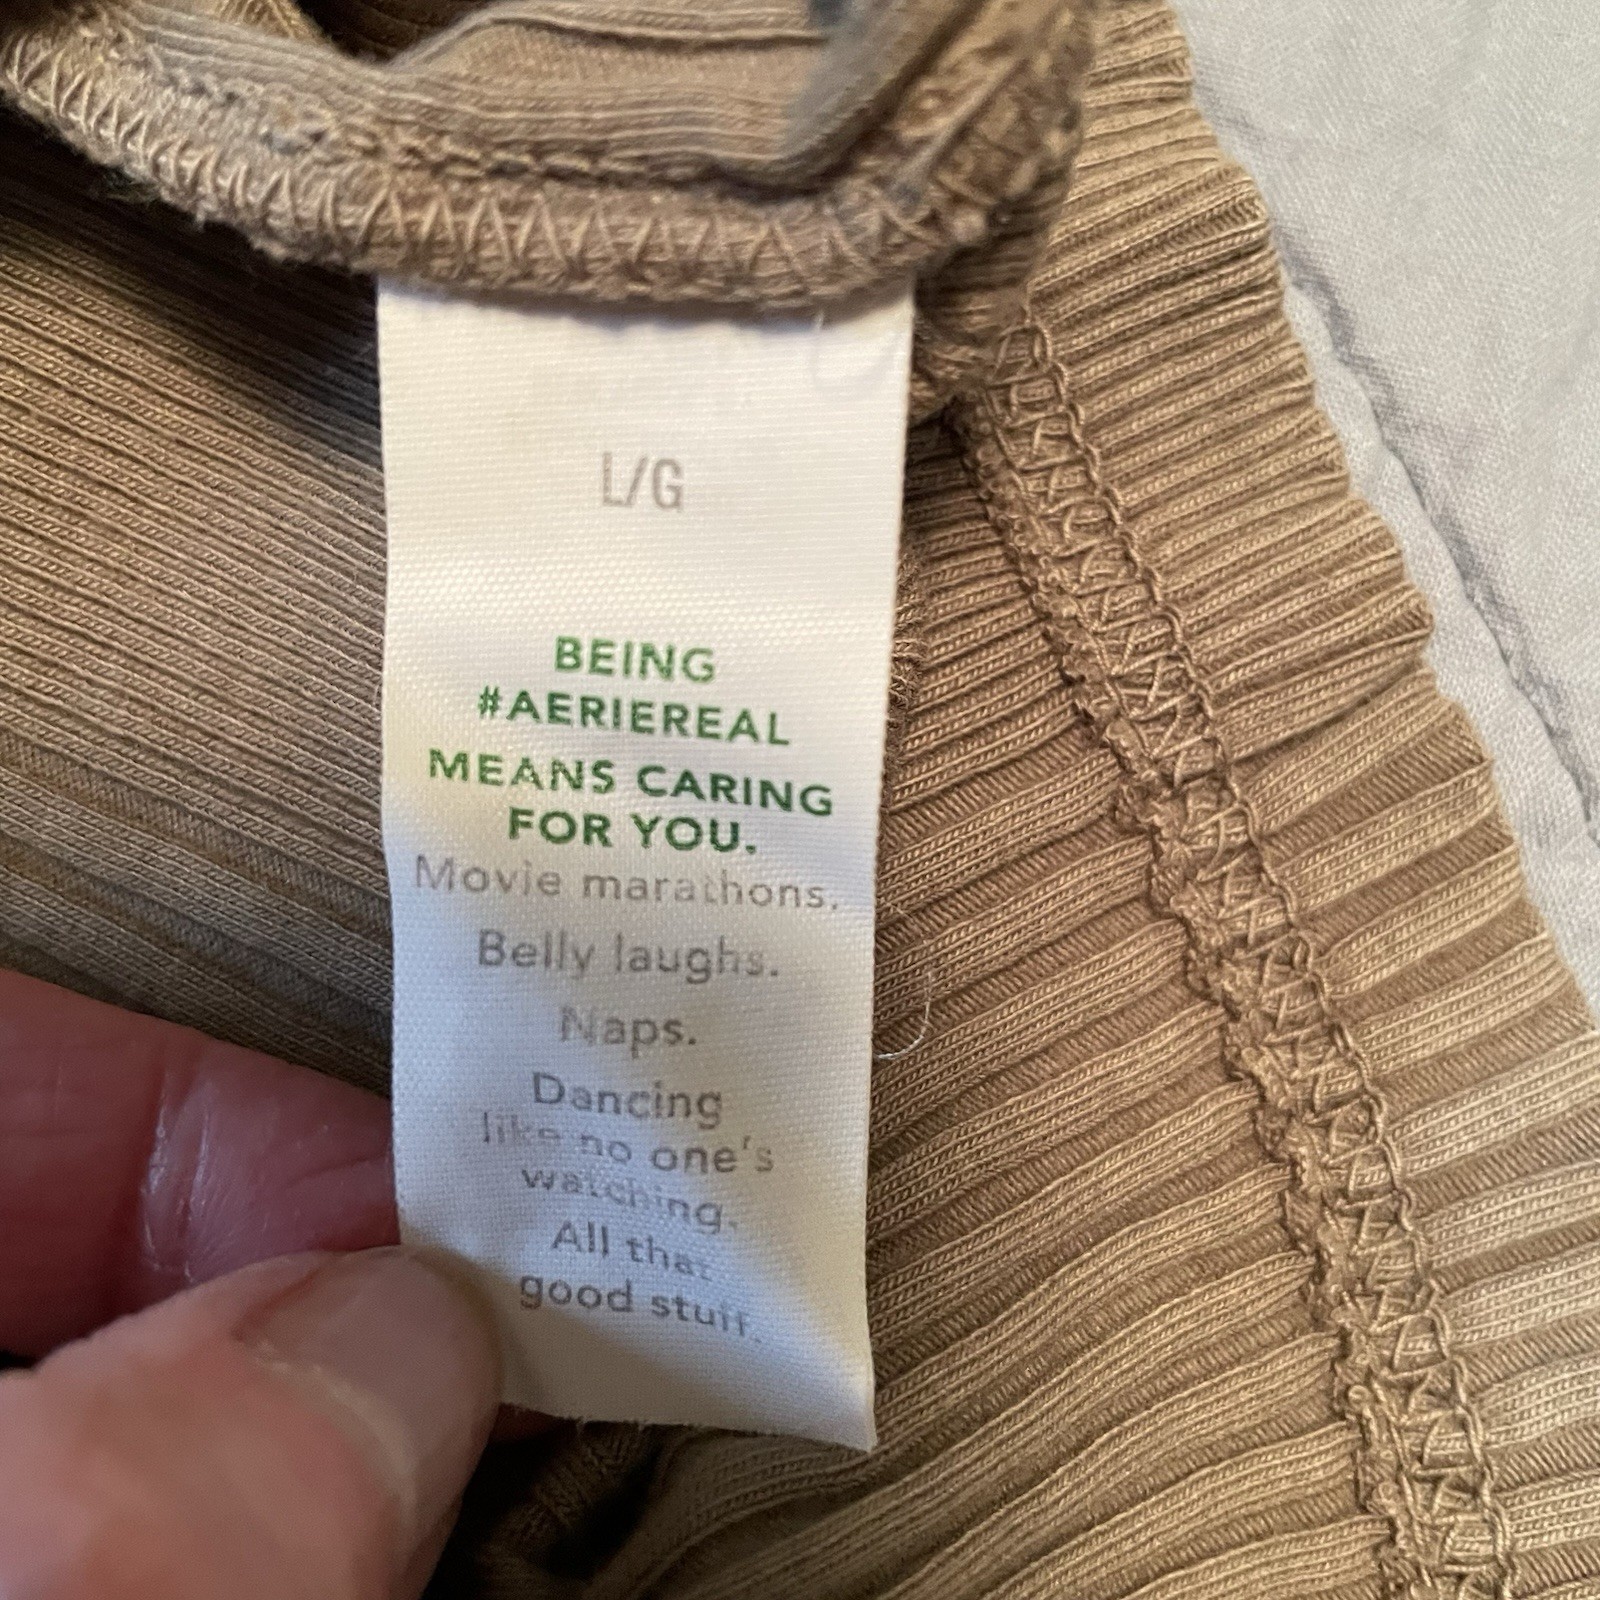 L/G
BEING
#AERIEREAL
MEANS CARING
FOR YOU.
Movie marathons.
Belly laughs.
Naps.
Dancing
like no one's
watching.
All that
good stuff.